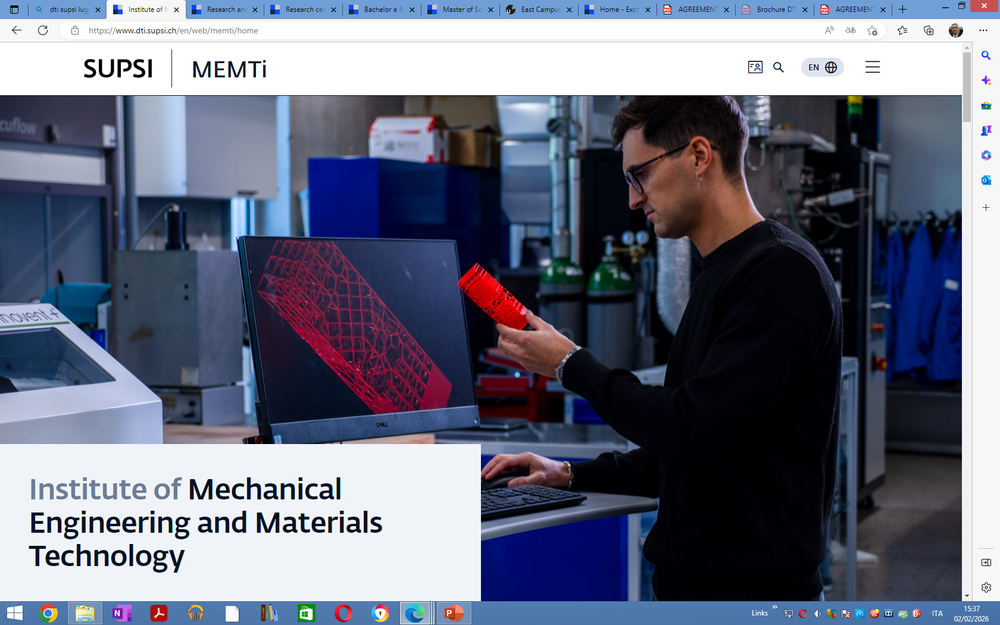 dti supsi lug
Institute of M
Research and
Research cen
Bachelor e M
Master of Sc
East Campus
Home - Exch
AGREEMENT
Brochure DTI
AGREEMENT
https://www.dti.supsi.ch/en/web/memti/home
SUPSI
MEMTi
EN
cuflow
novent+
DELL
Institute of Mechanical
Engineering and Materials
Technology
Links
ITA
15:37
02/02/2026